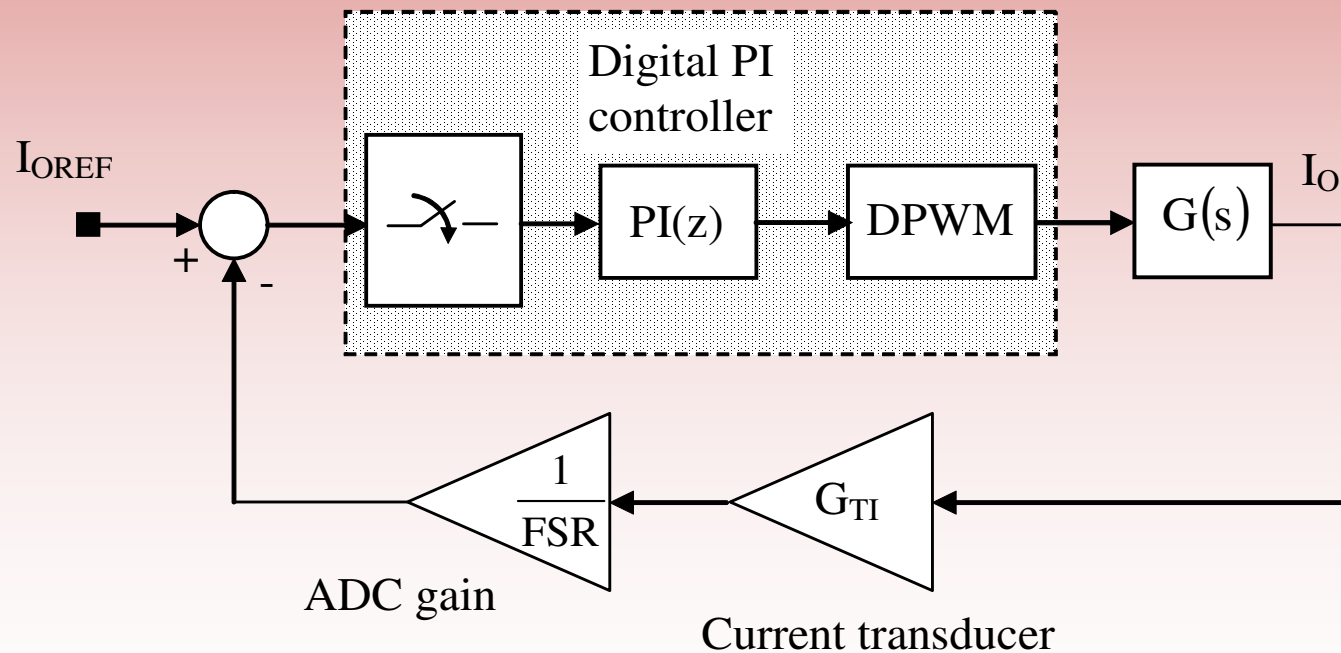 Digital PI
controller
I_OREF
I_O
PI(z)
DPWM
G(s)
+
-
1
FSR
G_TI
ADC gain
Current transducer